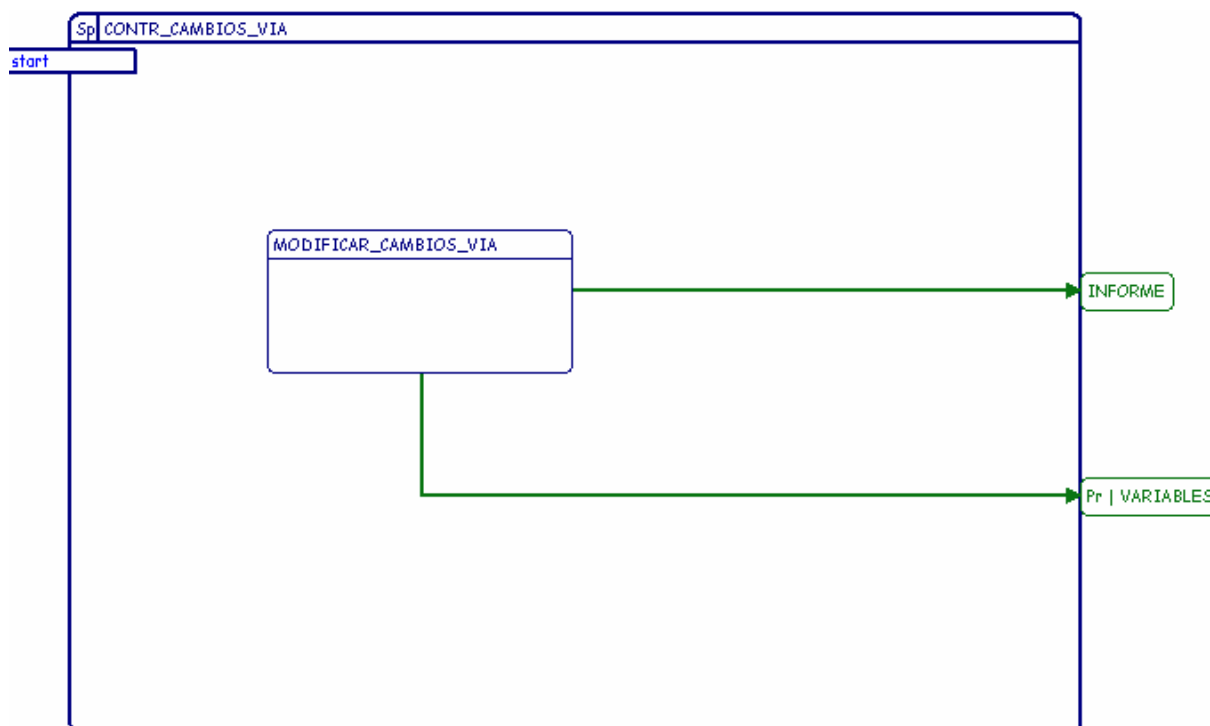 Sp CONTR_CAMBIOS_VIA
start
MODIFICAR_CAMBIOS_VIA
INFORME
Pr | VARIABLES